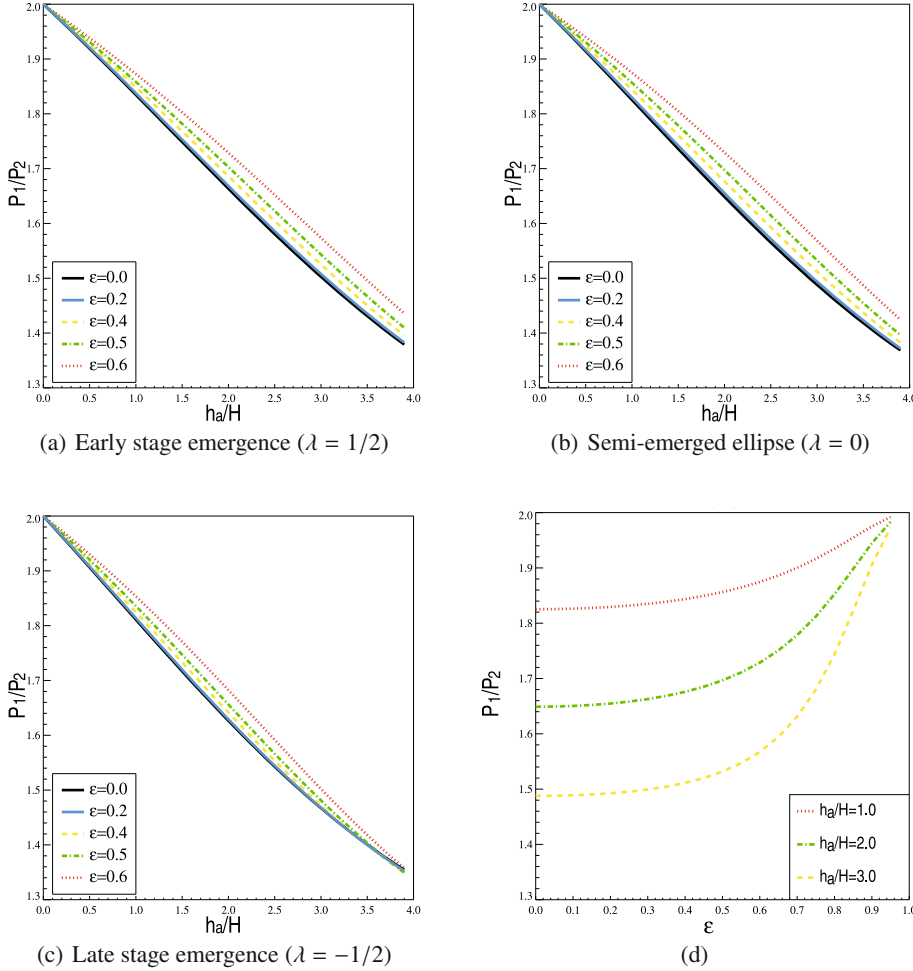 2.0
1.9
1.8
1.7
1.6
1.5
1.4
1.3
P1/P2
ε=0.0
ε=0.2
ε=0.4
ε=0.5
ε=0.6
0.0 0.5 1.0 1.5 2.0 2.5 3.0 3.5 4.0
ha/H
(a) Early stage emergence (λ = 1/2)
2.0
1.9
1.8
1.7
1.6
1.5
1.4
1.3
P1/P2
ε=0.0
ε=0.2
ε=0.4
ε=0.5
ε=0.6
0.0 0.5 1.0 1.5 2.0 2.5 3.0 3.5 4.0
ha/H
(b) Semi-emerged ellipse (λ = 0)
2.0
1.9
1.8
1.7
1.6
1.5
1.4
1.3
P1/P2
ε=0.0
ε=0.2
ε=0.4
ε=0.5
ε=0.6
0.0 0.5 1.0 1.5 2.0 2.5 3.0 3.5 4.0
ha/H
(c) Late stage emergence (λ = −1/2)
2.0
1.9
1.8
1.7
1.6
1.5
1.4
1.3
P1/P2
ha/H=1.0
ha/H=2.0
ha/H=3.0
0.0 0.1 0.2 0.3 0.4 0.5 0.6 0.7 0.8 0.9 1.0
ε
(d)